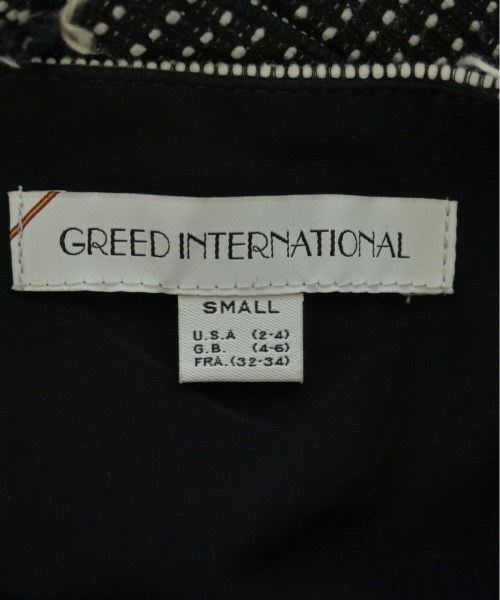 GREED INTERNATIONAL
SMALL
U.S.A (2-4)
G.B. (4-6)
FRA.(32-34)